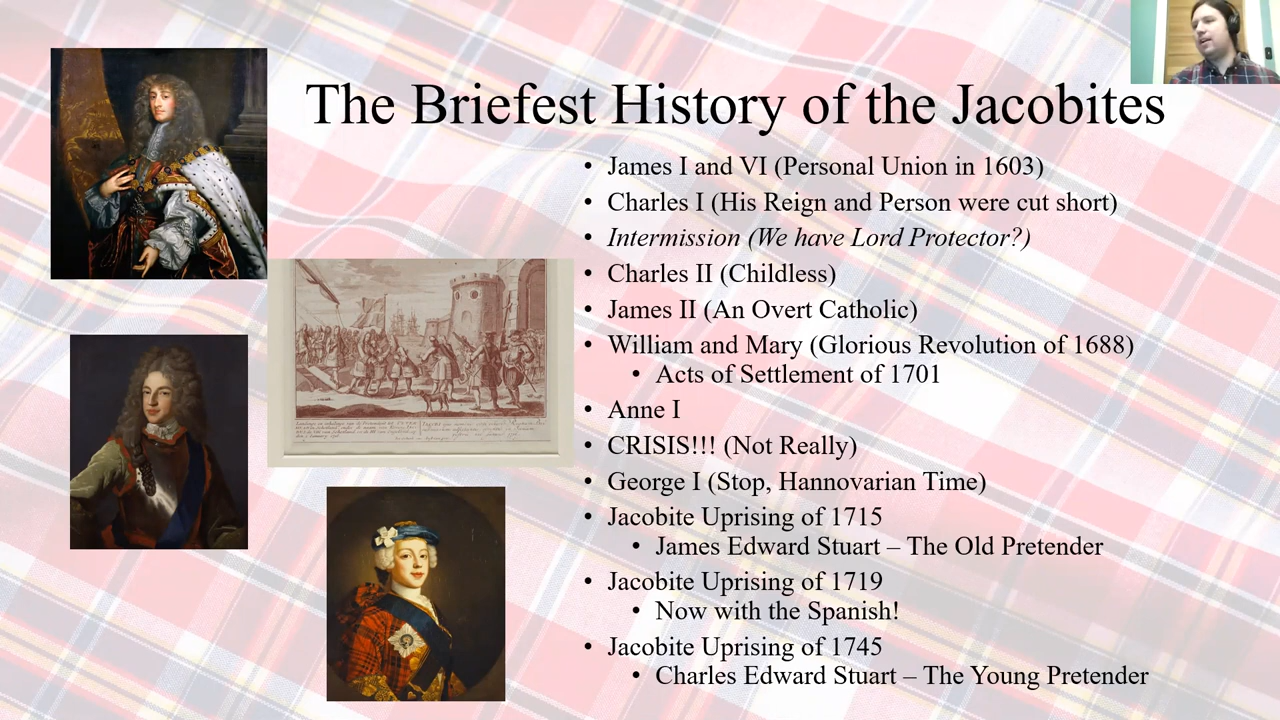 The Briefest History of the Jacobites
• James I and VI (Personal Union in 1603)
• Charles I (His Reign and Person were cut short)
• Intermission (We have Lord Protector?)
• Charles II (Childless)
• James II (An Overt Catholic)
• William and Mary (Glorious Revolution of 1688)
• Acts of Settlement of 1701
• Anne I
• CRISIS!!! (Not Really)
• George I (Stop, Hannovarian Time)
• Jacobite Uprising of 1715
• James Edward Stuart – The Old Pretender
• Jacobite Uprising of 1719
• Now with the Spanish!
• Jacobite Uprising of 1745
• Charles Edward Stuart – The Young Pretender